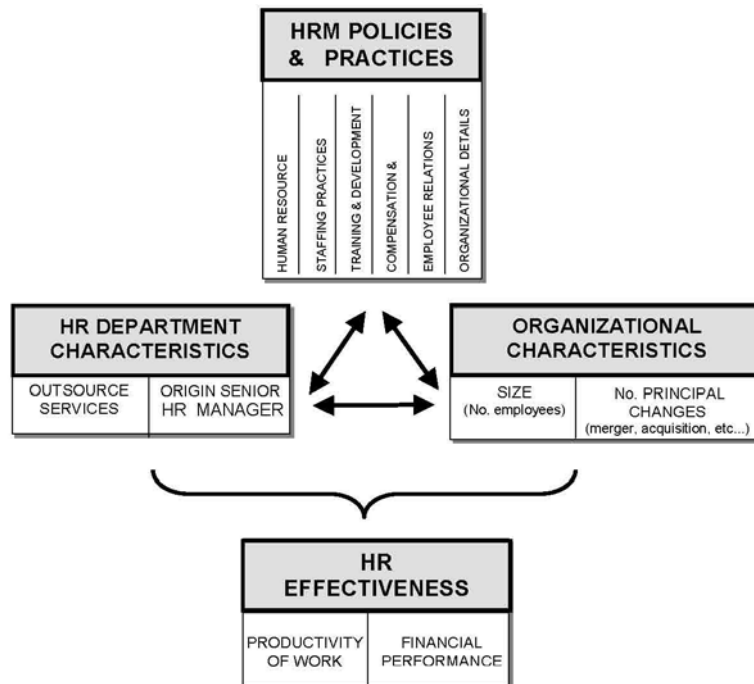 HRM POLICIES
& PRACTICES
HUMAN RESOURCE
STAFFING PRACTICES
TRAINING & DEVELOPMENT
COMPENSATION &
EMPLOYEE RELATIONS
ORGANIZATIONAL DETAILS
HR DEPARTMENT
CHARACTERISTICS
OUTSOURCE
SERVICES
ORIGIN SENIOR
HR MANAGER
ORGANIZATIONAL
CHARACTERISTICS
SIZE
(No. employees)
No. PRINCIPAL
CHANGES
(merger, acquisition, etc...)
HR
EFFECTIVENESS
PRODUCTIVITY
OF WORK
FINANCIAL
PERFORMANCE